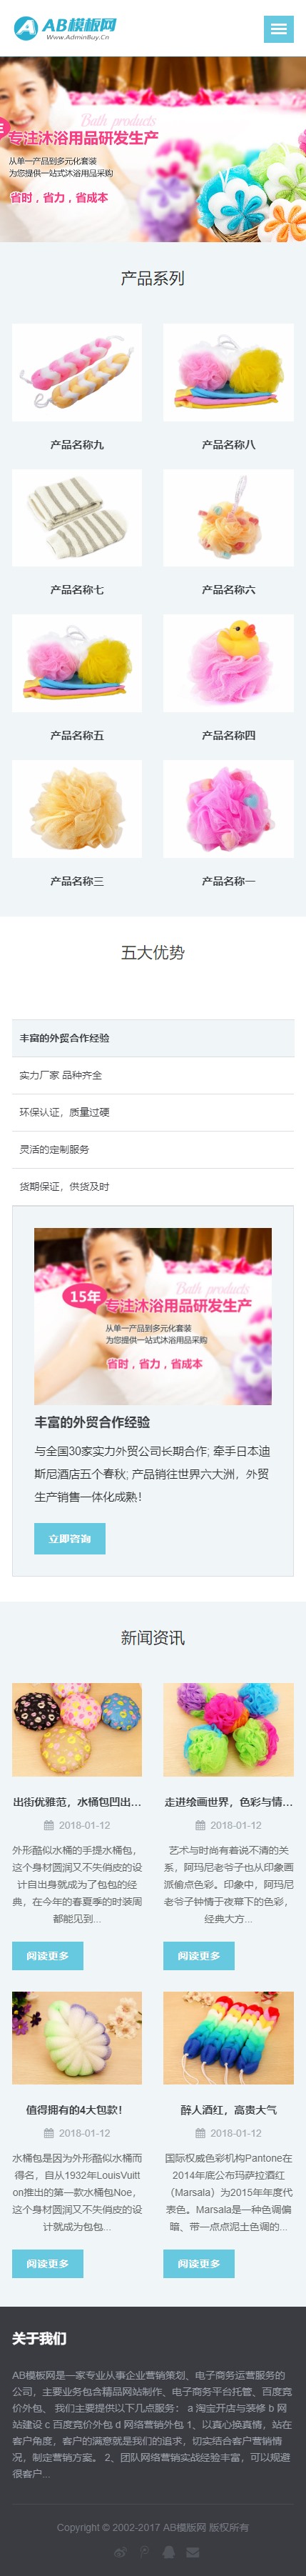 AB模板网
Www.AdminBuy.Cn
Bath products
专注沐浴用品研发生产
从单一产品到多元化套装
为您提供一站式沐浴用品采购
省时，省力，省成本
产品系列
产品名称九
产品名称八
产品名称七
产品名称六
产品名称五
产品名称四
产品名称三
产品名称一
五大优势
丰富的外贸合作经验
实力厂家 品种齐全
环保认证，质量过硬
灵活的定制服务
货期保证，供货及时
Bath products
15年
专注沐浴用品研发生产
从单一产品到多元化套装
为您提供一站式沐浴用品采购
省时，省力，省成本
丰富的外贸合作经验
与全国30家实力外贸公司长期合作; 牵手日本迪
斯尼酒店五个春秋; 产品销往世界六大洲，外贸
生产销售一体化成熟!
立即咨询
新闻资讯
出街优雅范，水桶包凹出...
2018-01-12
外形酷似水桶的手提水桶包，
这个身材圆润又不失俏皮的设
计自出身就成为了包包的经
典，在今年的春夏季的时装周
都能见到...
阅读更多
走进绘画世界，色彩与情...
2018-01-12
艺术与时尚有着说不清的关
系，阿玛尼老爷子也从印象画
派偷点色彩。印象中，阿玛尼
老爷子钟情于夜幕下的色彩，
经典大方...
阅读更多
值得拥有的4大包款!
2018-01-12
水桶包是因为外形酷似水桶而
得名，自从1932年LouisVuitt
on推出的第一款水桶包Noe，
这个身材圆润又不失俏皮的设
计就成为包包...
阅读更多
醉人酒红，高贵大气
2018-01-12
国际权威色彩机构Pantone在
2014年底公布玛萨拉酒红
（Marsala）为2015年年度代
表色。Marsala是一种色调偏
暗、带一点点泥土色调的...
阅读更多
关于我们
AB模板网是一家专业从事企业营销策划、电子商务运营服务的
公司，主要业务包含精品网站制作、电子商务平台托管、百度竞
价外包、 我们主要提供以下几点服务： a 淘宝开店与装修 b 网
站建设 c 百度竞价外包 d 网络营销外包 1、以真心换真情，站在
客户角度，客户的满意就是我们的追求，切实结合客户营销情
况，制定营销方案。 2、团队网络营销实战经验丰富，可以规避
很客户...
Copyright © 2002-2017 AB模版网 版权所有